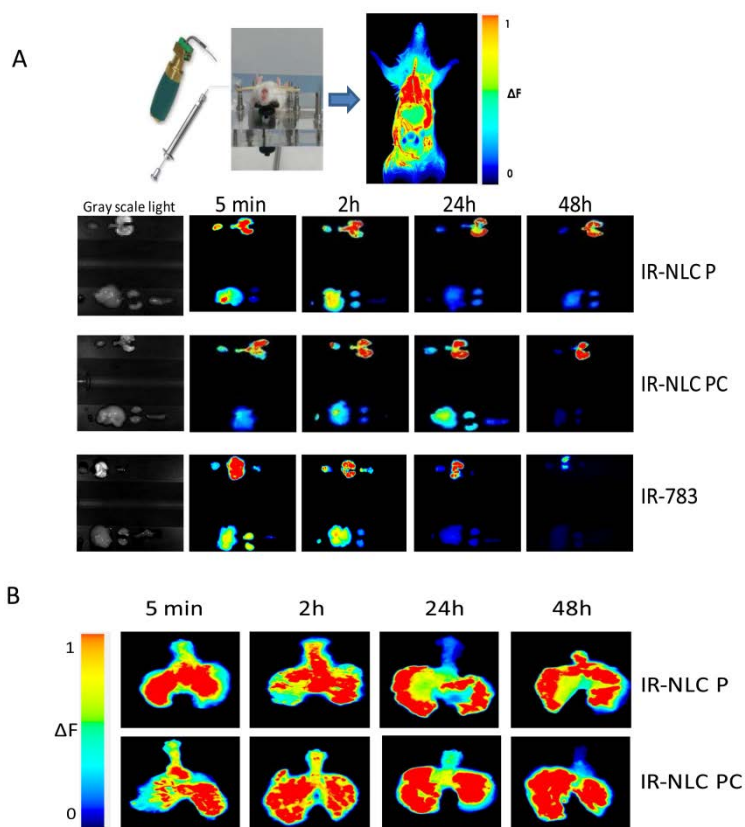 A
1
ΔF
0
Gray scale light 5 min 2h 24h 48h
IR-NLC P
IR-NLC PC
IR-783
B
5 min 2h 24h 48h
1
ΔF
0
IR-NLC P
IR-NLC PC